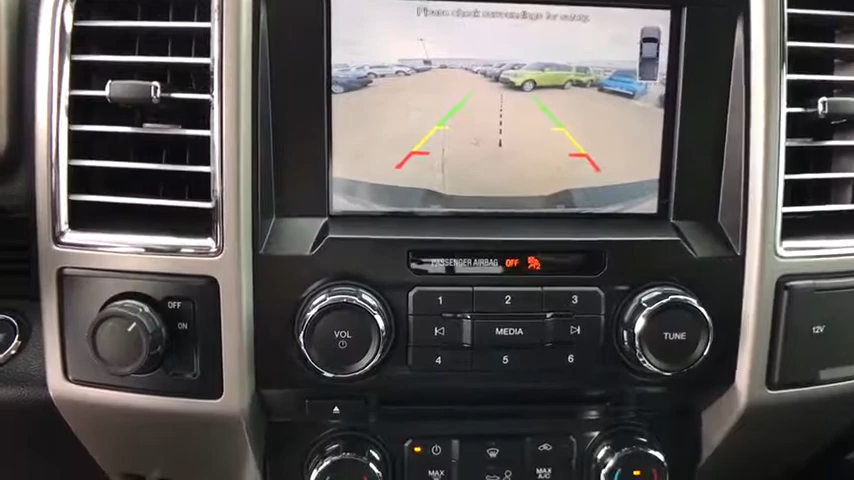 Please check surroundings for safety.
PASSENGER AIRBAG OFF
OFF
ON
VOL
1 2 3
MEDIA
4 5 6
TUNE
12V
MAX
MAX
A/C